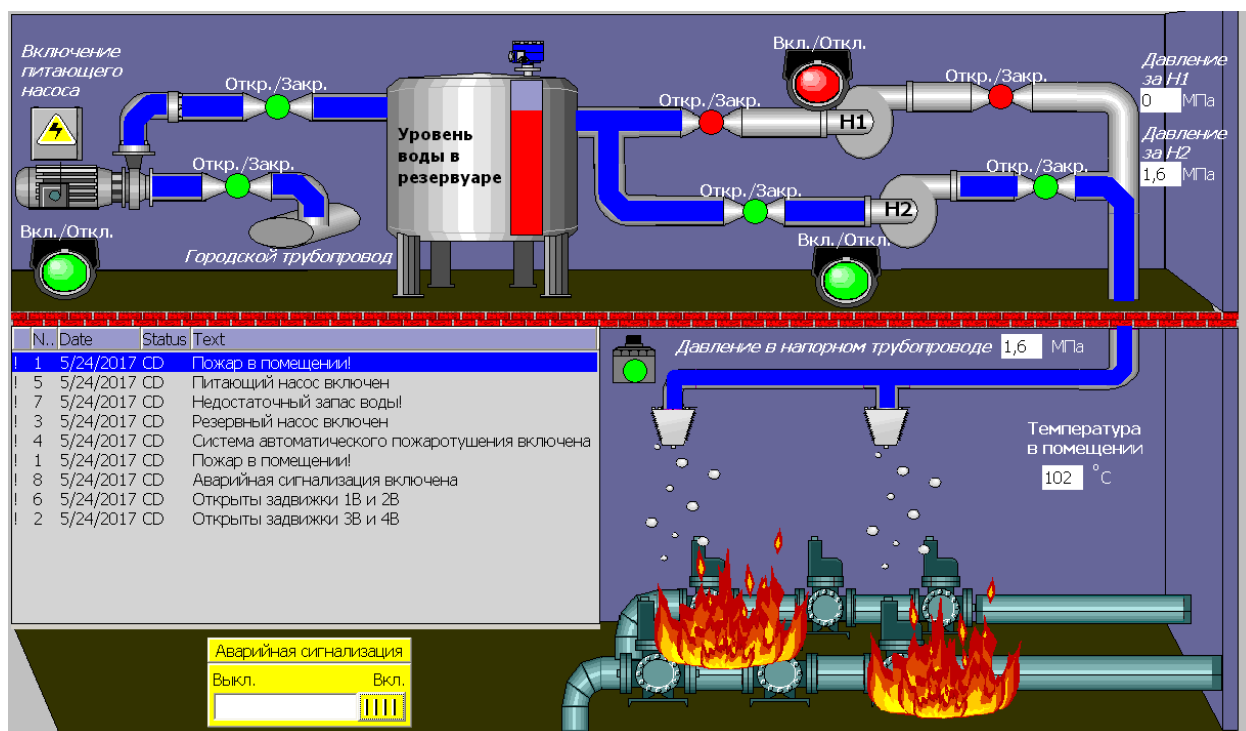 Включение
питающего
насоса
Откр./Закр.
Откр./Закр.
Вкл./Откл.
Городской трубопровод
Уровень
воды в
резервуаре
Вкл./Откл.
Откр./Закр.
Откр./Закр.
Н1
Откр./Закр.
Откр./Закр.
Н2
Вкл./Откл.
Давление
за Н1
0 МПа
Давление
за Н2
1,6 МПа
N.. Date Status Text
! 1 5/24/2017 CD Пожар в помещении!
! 5 5/24/2017 CD Питающий насос включен
! 7 5/24/2017 CD Недостаточный запас воды!
! 3 5/24/2017 CD Резервный насос включен
! 4 5/24/2017 CD Система автоматического пожаротушения включена
! 1 5/24/2017 CD Пожар в помещении!
! 8 5/24/2017 CD Аварийная сигнализация включена
! 6 5/24/2017 CD Открыты задвижки 1В и 2В
! 2 5/24/2017 CD Открыты задвижки 3В и 4В
Давление в напорном трубопроводе 1,6 МПа
Температура
в помещении
102 °С
Аварийная сигнализация
Выкл. Вкл.